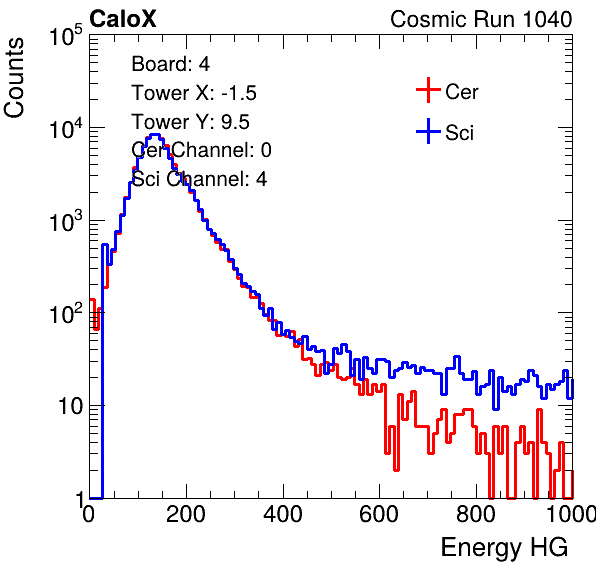 CaloX Cosmic Run 1040
Counts
Board: 4
Tower X: -1.5
Tower Y: 9.5
Cer Channel: 0
Sci Channel: 4
Cer
Sci
10^5
10^4
10^3
10^2
10
1
0 200 400 600 800 1000
Energy HG